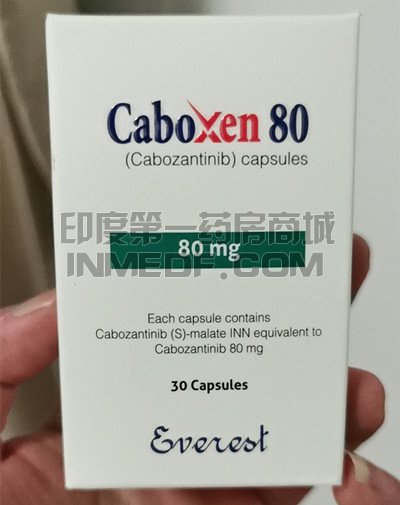 CaboXen 80
(Cabozantinib) capsules
印度第一药房商城
80 mg
INMEDF.COM
Each capsule contains
Cabozantinib (S)-malate INN equivalent to
Cabozantinib 80 mg
30 Capsules
Everest